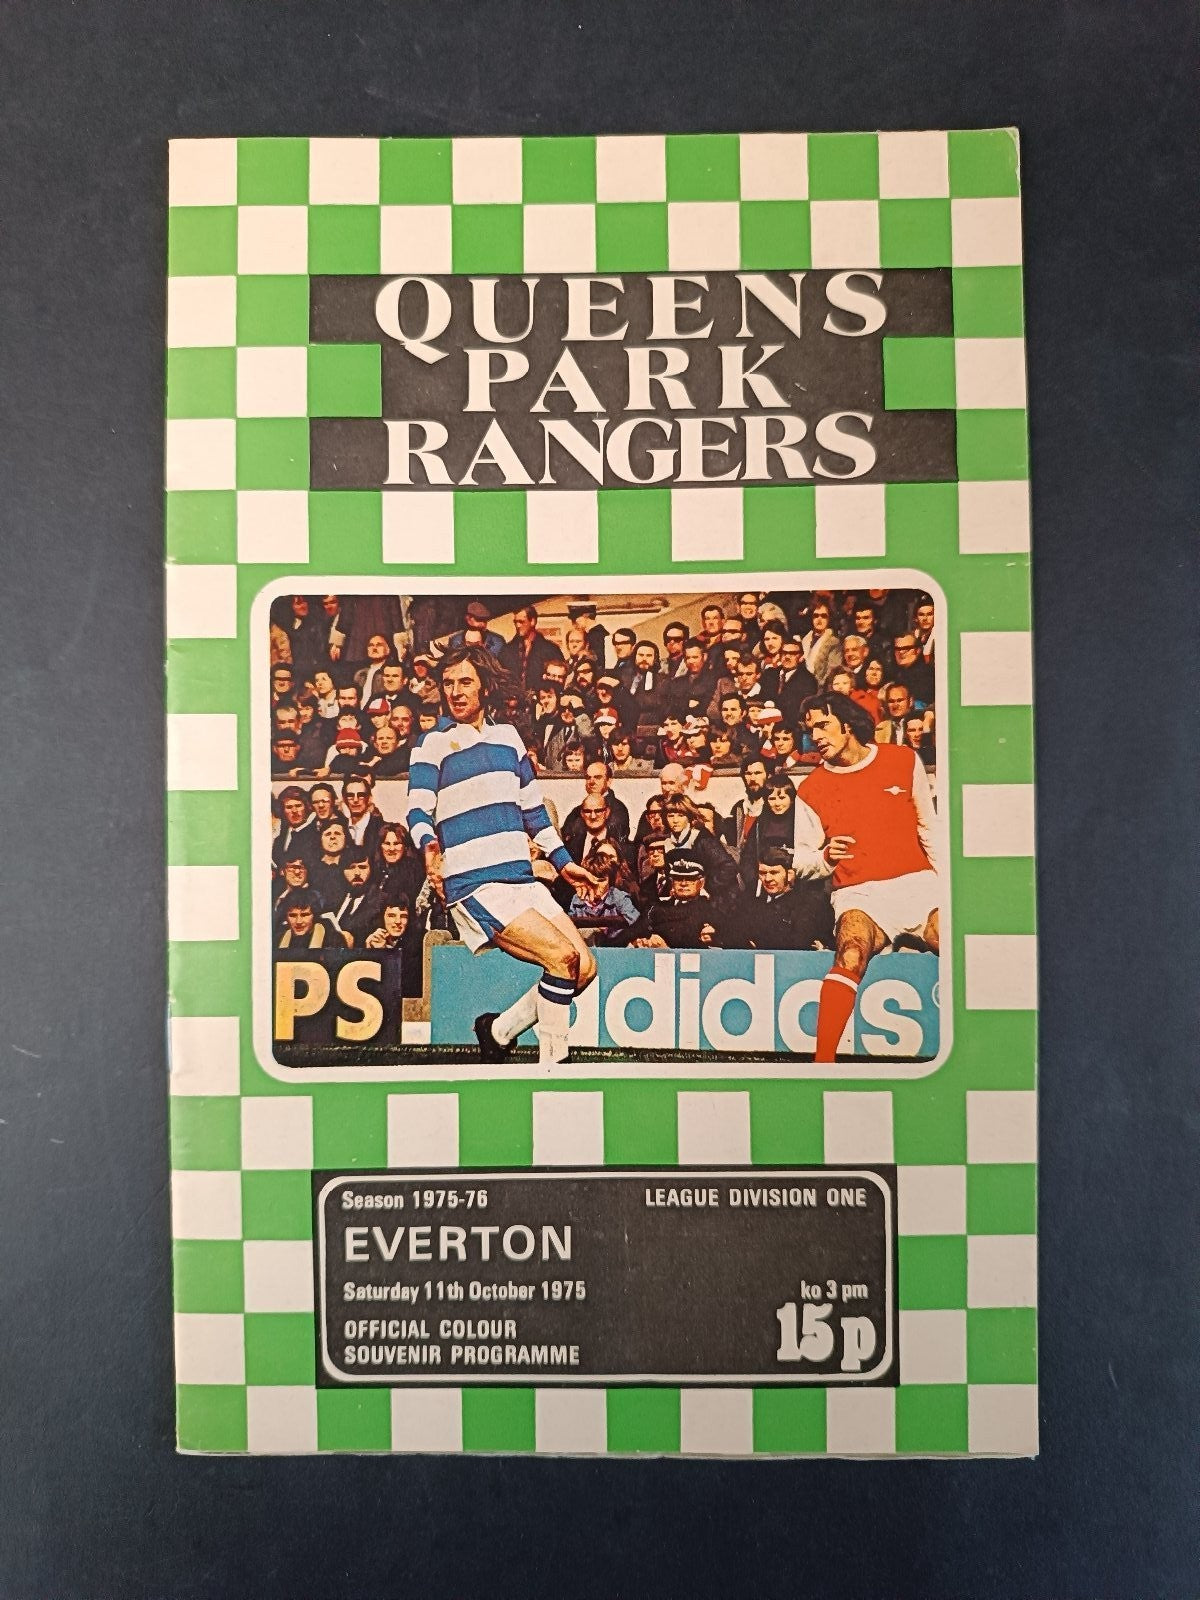 QUEENS
PARK
RANGERS
PS
adidas
Season 1975-76
LEAGUE DIVISION ONE
EVERTON
Saturday 11th October 1975
ko 3 pm
15p
OFFICIAL COLOUR
SOUVENIR PROGRAMME